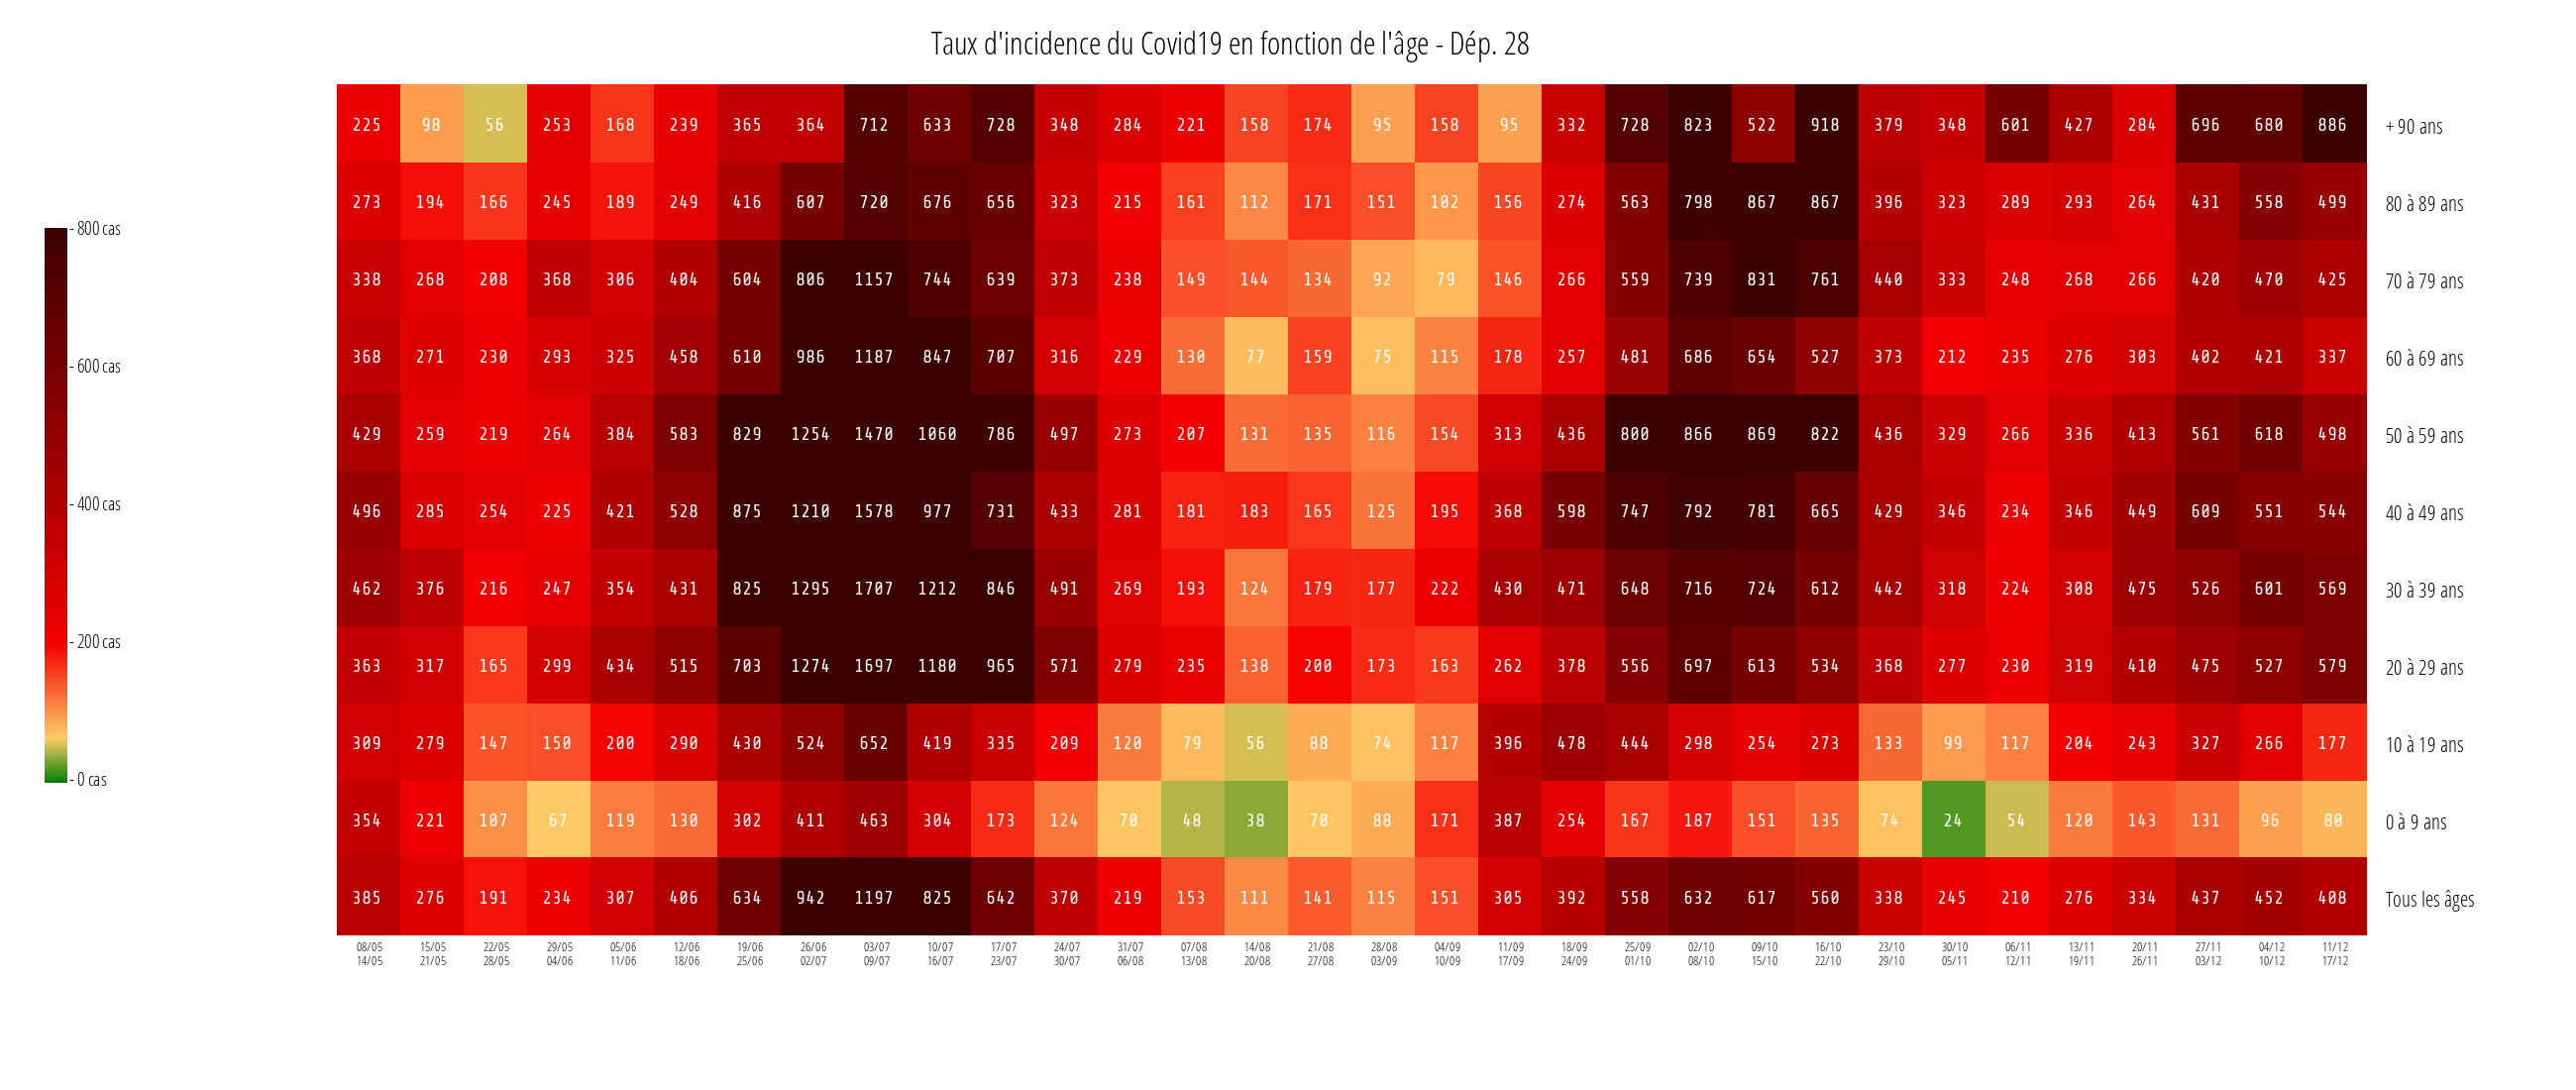 Taux d'incidence du Covid19 en fonction de l'âge - Dép. 28
- 800 cas
- 600 cas
- 400 cas
- 200 cas
- 0 cas
225 98 56 253 168 239 365 364 712 633 728 348 284 221 158 174 95 158 95 332 728 823 522 918 379 348 601 427 284 696 680 886 + 90 ans
273 194 166 245 189 249 416 607 720 676 656 323 215 161 112 171 151 102 156 274 563 798 867 867 396 323 289 293 264 431 558 499 80 à 89 ans
338 268 208 368 306 404 604 806 1157 744 639 373 238 149 144 134 92 79 146 266 559 739 831 761 440 333 248 268 266 420 470 425 70 à 79 ans
368 271 230 293 325 458 610 986 1187 847 707 316 229 130 77 159 75 115 178 257 481 686 654 527 373 212 235 276 303 402 421 337 60 à 69 ans
429 259 219 264 384 583 829 1254 1470 1060 786 497 273 207 131 135 116 154 313 436 800 866 869 822 436 329 266 336 413 561 618 498 50 à 59 ans
496 285 254 225 421 528 875 1210 1578 977 731 433 281 181 183 165 125 195 368 598 747 792 781 665 429 346 234 346 449 609 551 544 40 à 49 ans
462 376 216 247 354 431 825 1295 1707 1212 846 491 269 193 124 179 177 222 430 471 648 716 724 612 442 318 224 308 475 526 601 569 30 à 39 ans
363 317 165 299 434 515 703 1274 1697 1180 965 571 279 235 138 200 173 163 262 378 556 697 613 534 368 277 230 319 410 475 527 579 20 à 29 ans
309 279 147 150 200 290 430 524 652 419 335 209 120 79 56 88 74 117 396 478 444 298 254 273 133 99 117 204 243 327 266 177 10 à 19 ans
354 221 107 67 119 130 302 411 463 304 173 124 70 48 38 70 88 171 387 254 167 187 151 135 74 24 54 120 143 131 96 80 0 à 9 ans
385 276 191 234 307 406 634 942 1197 825 642 370 219 153 111 141 115 151 305 392 558 632 617 560 338 245 210 276 334 437 452 408 Tous les âges
08/05 15/05 22/05 29/05 05/06 12/06 19/06 26/06 03/07 10/07 17/07 24/07 31/07 07/08 14/08 21/08 28/08 04/09 11/09 18/09 25/09 02/10 09/10 16/10 23/10 30/10 06/11 13/11 20/11 27/11 04/12 11/12
14/05 21/05 28/05 04/06 11/06 18/06 25/06 02/07 09/07 16/07 23/07 30/07 06/08 13/08 20/08 27/08 03/09 10/09 17/09 24/09 01/10 08/10 15/10 22/10 29/10 05/11 12/11 19/11 26/11 03/12 10/12 17/12